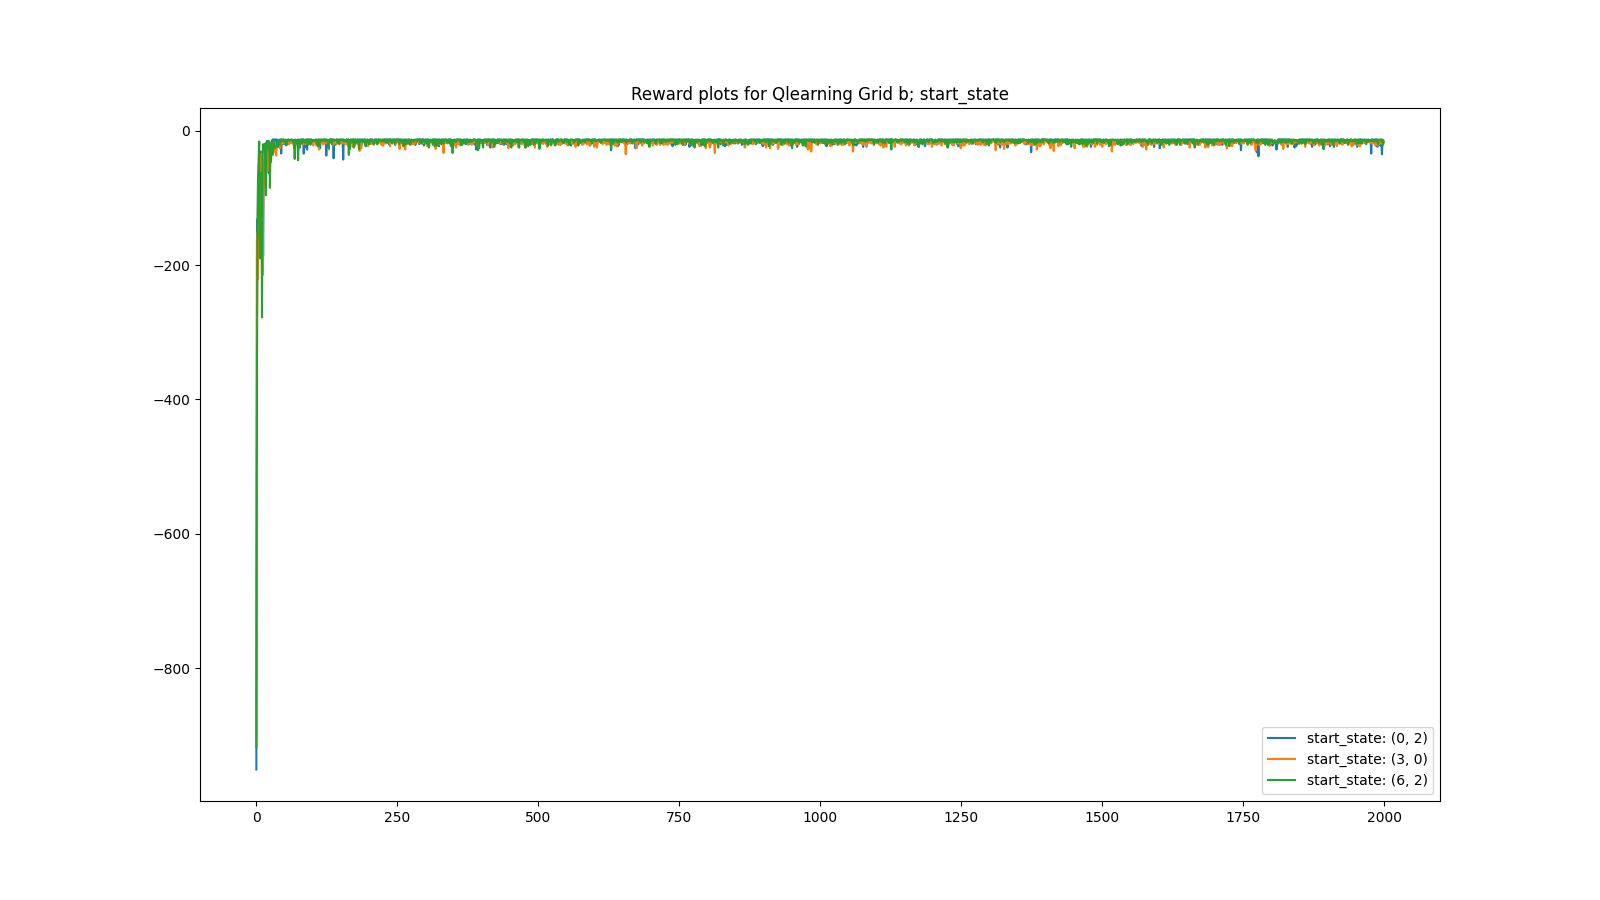 Reward plots for Qlearning Grid b; start_state
0
−200
−400
−600
−800
0 250 500 750 1000 1250 1500 1750 2000
start_state: (0, 2)
start_state: (3, 0)
start_state: (6, 2)